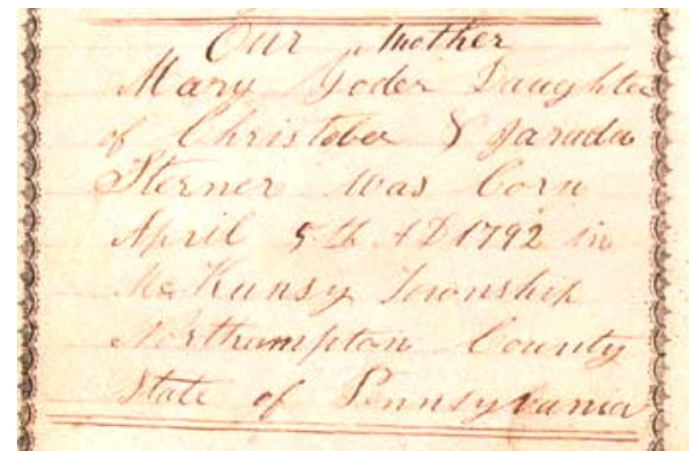 Our Mother
Mary Yoder Daughter
of Christober &
Sterner was Born
April 5th AD 1792 in
McKunsy Township
Northampton County
State of Pennsylvania